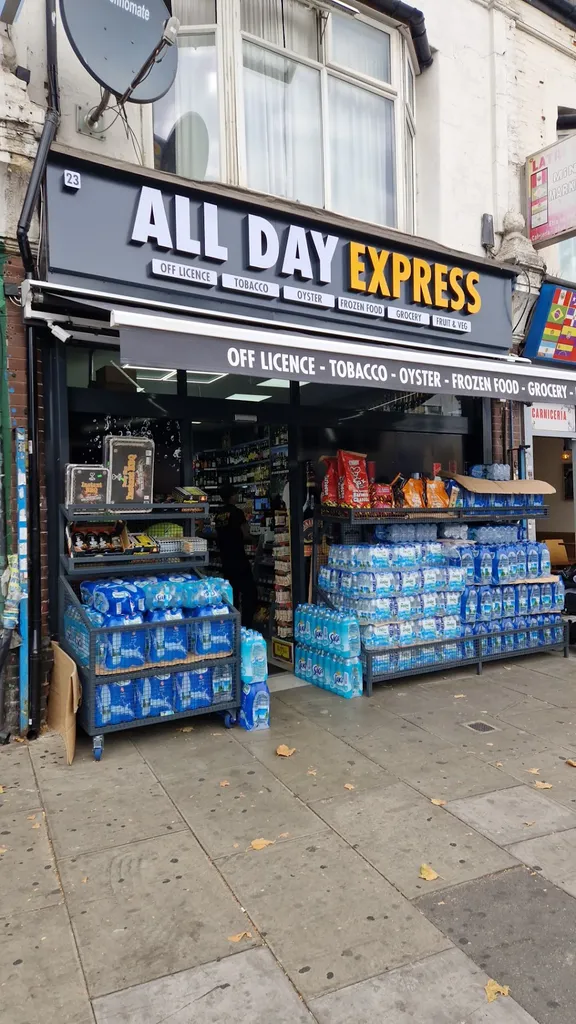 23
ALL DAY EXPRESS
OFF LICENCE TOBACCO OYSTER FROZEN FOOD GROCERY FRUIT & VEG
OFF LICENCE - TOBACCO - OYSTER - FROZEN FOOD - GROCERY -
CARNICERÍA